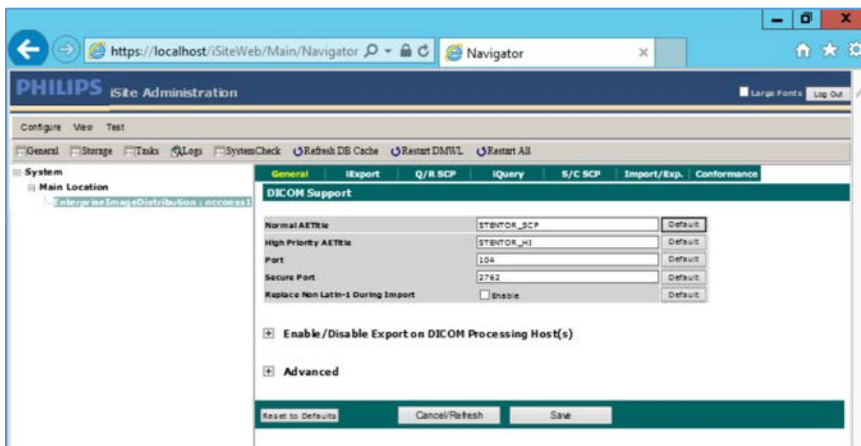 https://localhost/iSiteWeb/Main/Navigator
Navigator
PHILIPS iSite Administration
Large Fonts Log Out
Configure View Test
General Storage Tasks Logs SystemCheck Refresh DB Cache Restart DMWL Restart All
System
Main Location
EnterpriseImageDistribution :
General iExport Q/R SCP iQuery S/C SCP Import/Exp. Conformance
DICOM Support
Normal AETitle STENTOR_SCP Default
High Priority AETitle STENTOR_HI Default
Port 104 Default
Secure Port 2762 Default
Replace Non Latin-1 During Import Enable Default
Enable/Disable Export on DICOM Processing Host(s)
Advanced
Reset to Defaults Cancel/Refresh Save